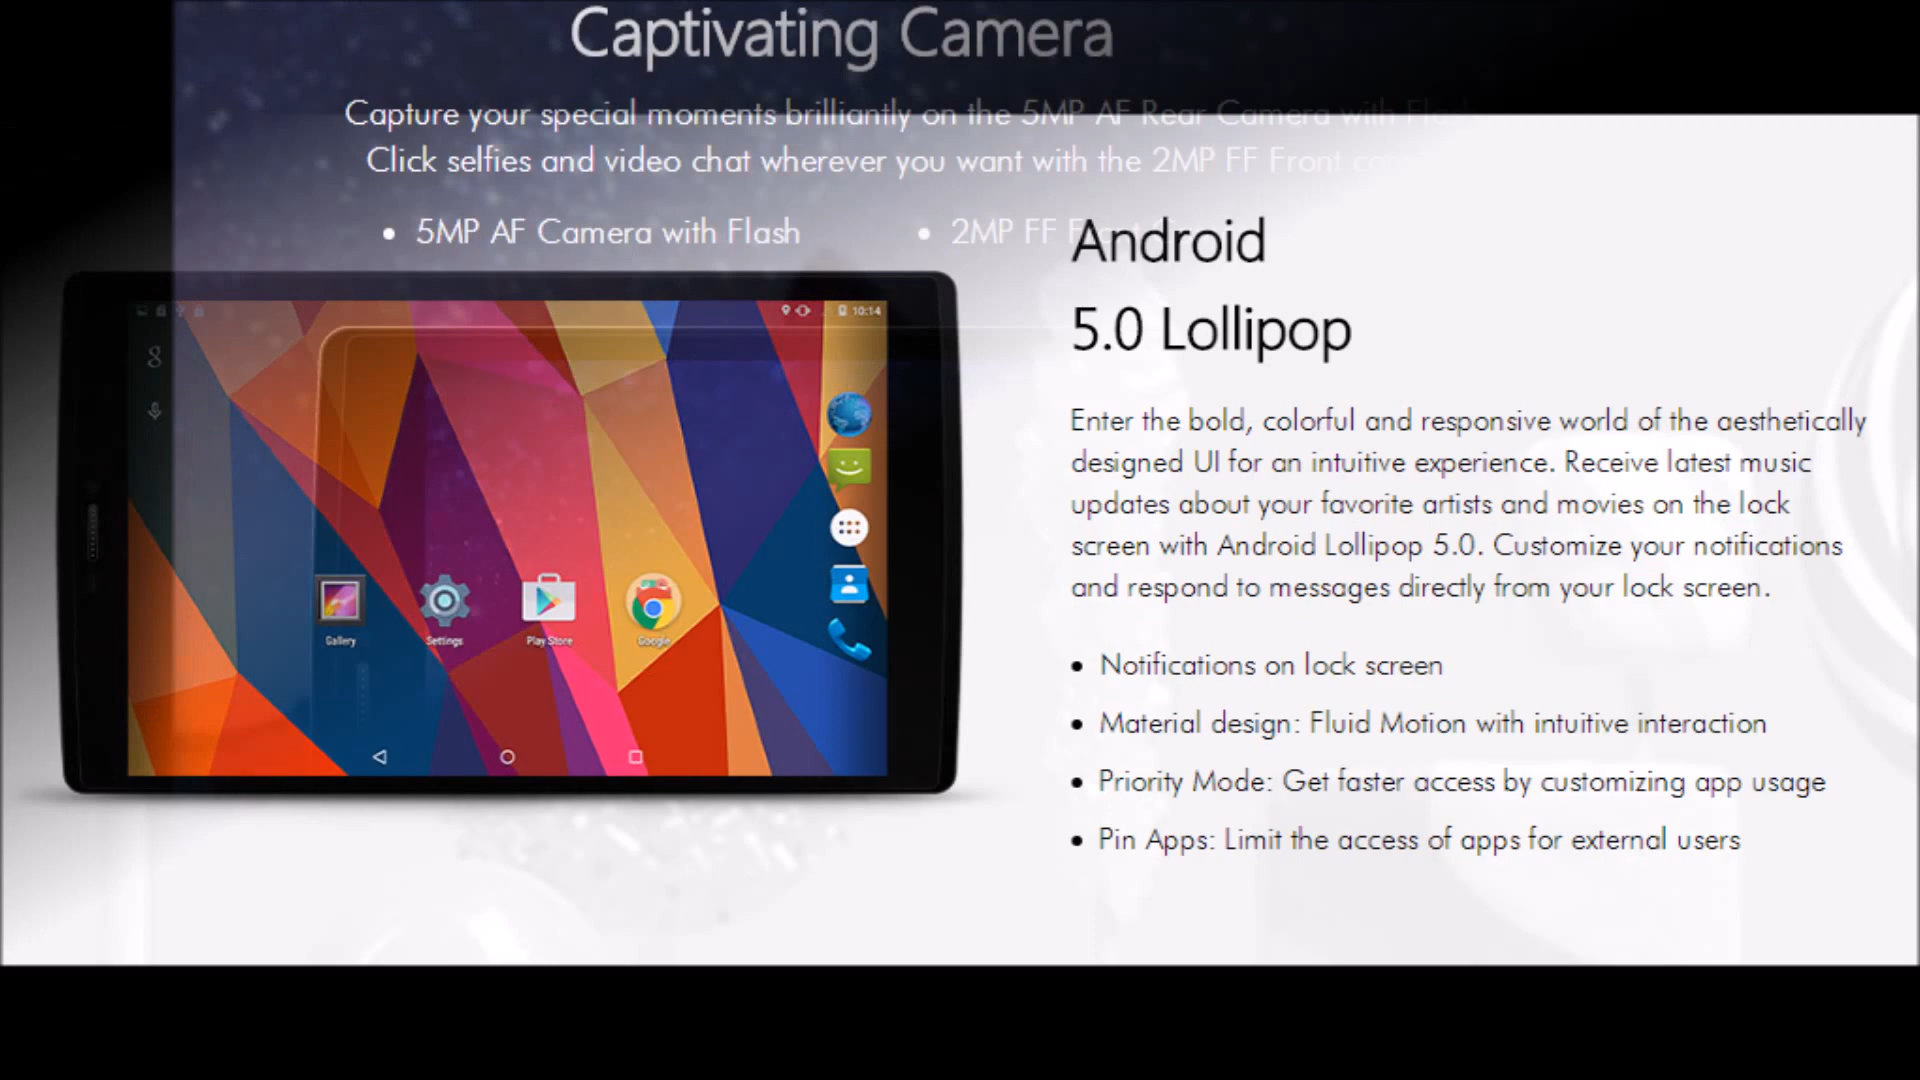 Captivating Camera
Capture your special moments brilliantly on the 5MP AF Rear Camera with Flash
Click selfies and video chat wherever you want with the 2MP FF Front
• 5MP AF Camera with Flash
• 2MP FF
Android
5.0 Lollipop
10:14
Enter the bold, colorful and responsive world of the aesthetically
designed UI for an intuitive experience. Receive latest music
updates about your favorite artists and movies on the lock
screen with Android Lollipop 5.0. Customize your notifications
and respond to messages directly from your lock screen.
Gallery
Settings
Play Store
Google
• Notifications on lock screen
• Material design: Fluid Motion with intuitive interaction
• Priority Mode: Get faster access by customizing app usage
• Pin Apps: Limit the access of apps for external users